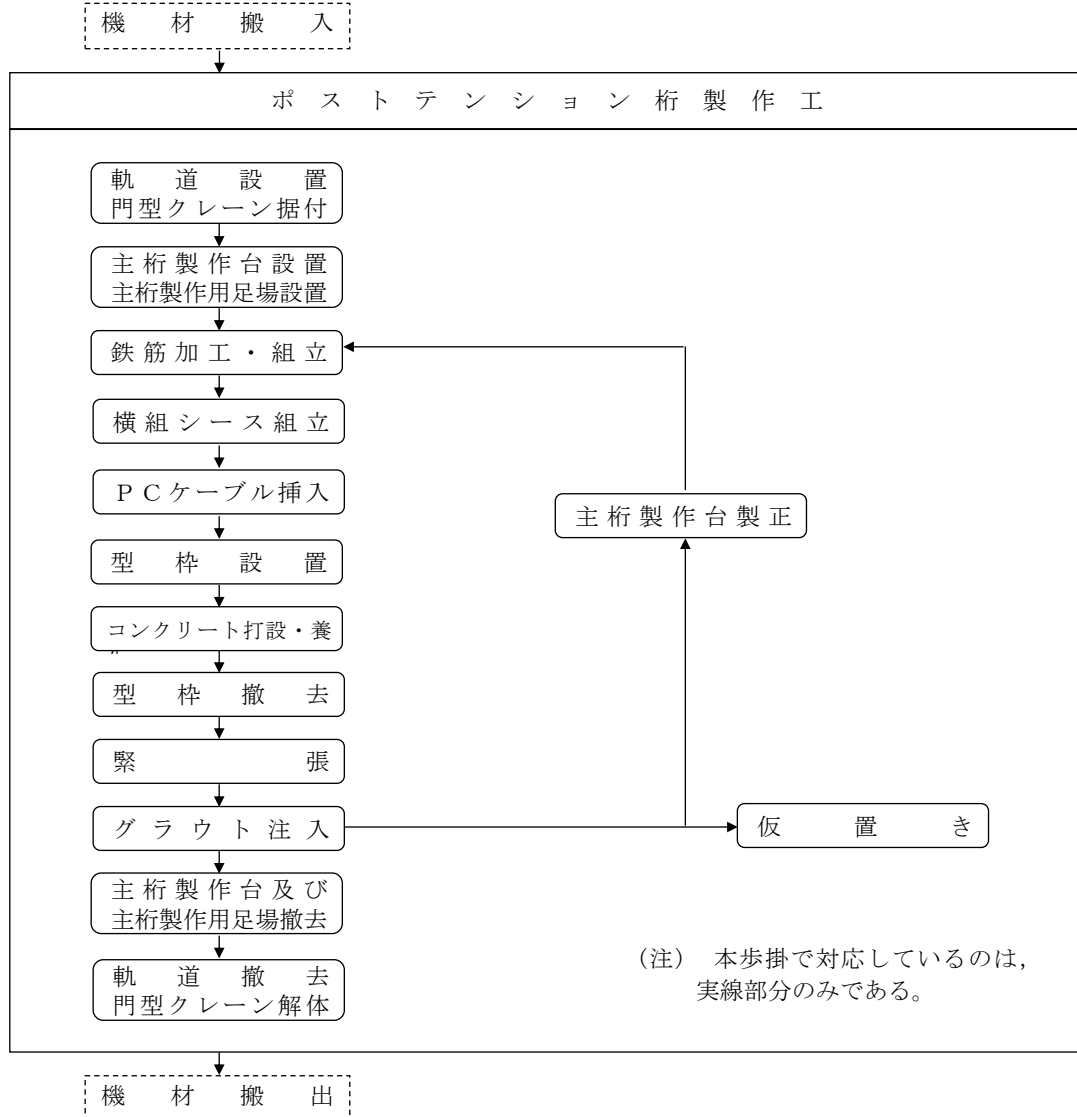 機材搬入
ポストテンション桁製作工
軌道設置
門型クレーン据付
主桁製作台設置
主桁製作用足場設置
鉄筋加工・組立
横組シース組立
ＰＣケーブル挿入
型枠設置
コンクリート打設・養
型枠撤去
緊張
グラウト注入
主桁製作台及び
主桁製作用足場撤去
軌道撤去
門型クレーン解体
主桁製作台製正
仮置き
（注）　本歩掛で対応しているのは，
実線部分のみである。
機材搬出